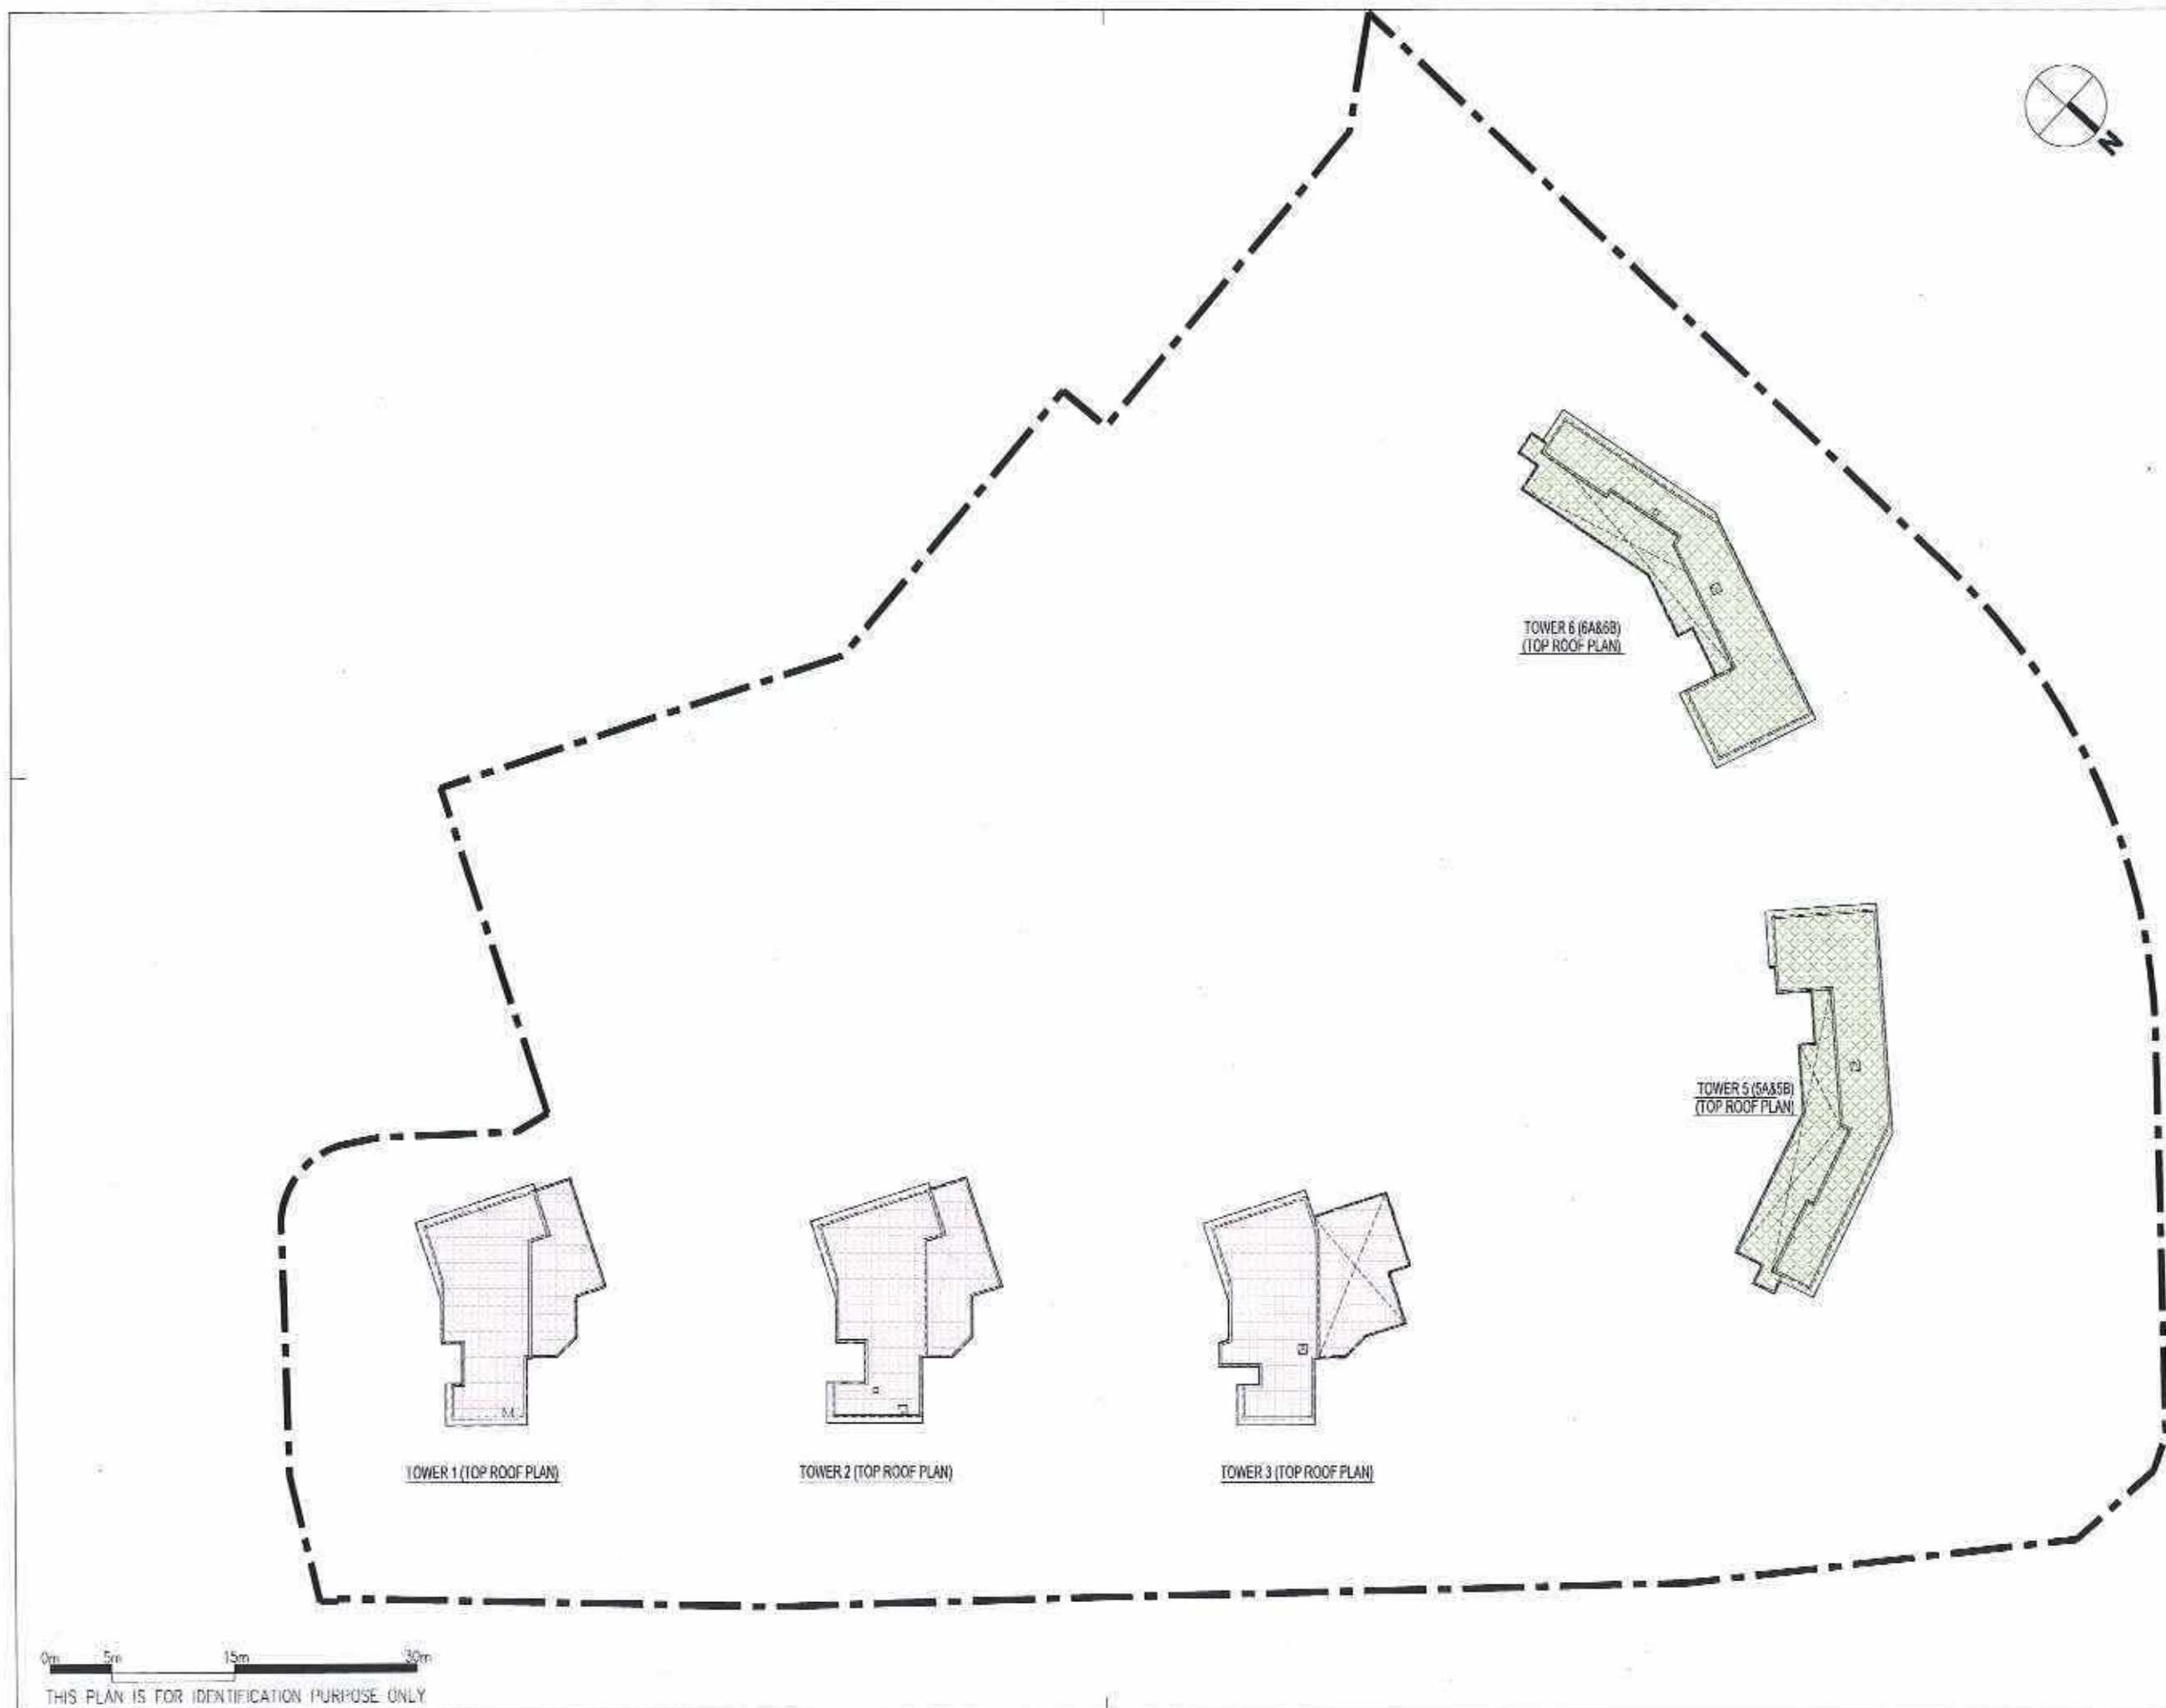 N
TOWER 6 (6A&6B)
(TOP ROOF PLAN)
TOWER 5 (5A&5B)
(TOP ROOF PLAN)
TOWER 1 (TOP ROOF PLAN)
TOWER 2 (TOP ROOF PLAN)
TOWER 3 (TOP ROOF PLAN)
0m 5m 15m 30m
THIS PLAN IS FOR IDENTIFICATION PURPOSE ONLY